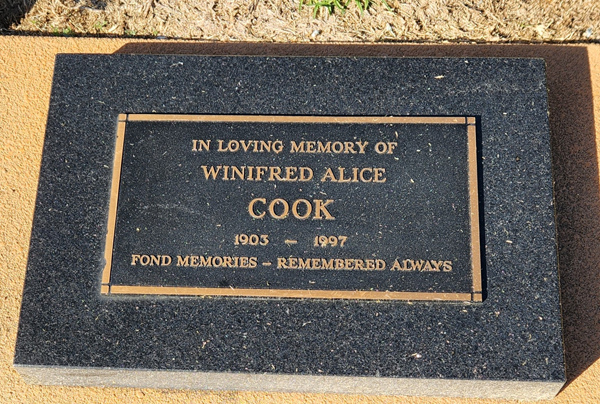 IN LOVING MEMORY OF
WINIFRED ALICE
COOK
1903 – 1997
FOND MEMORIES – REMEMBERED ALWAYS